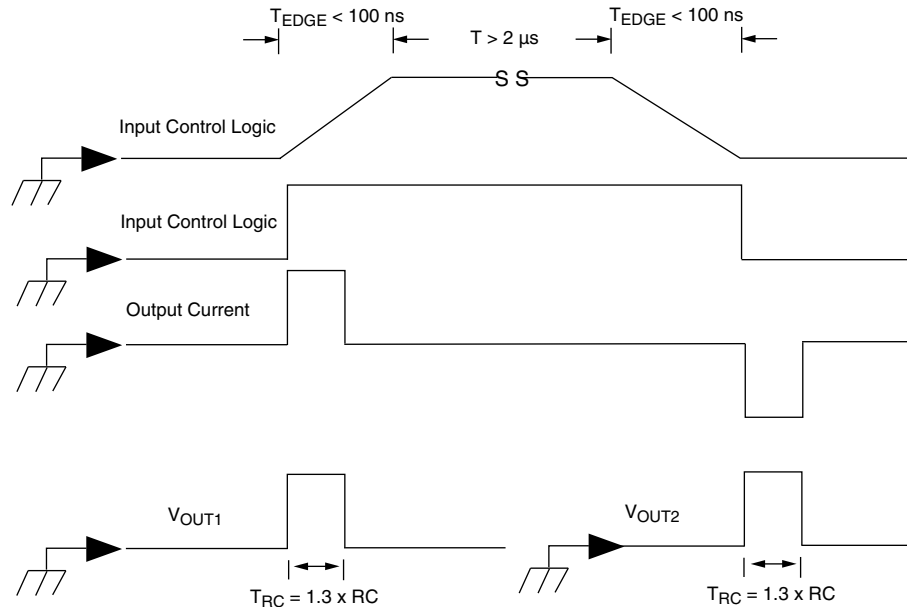 TEDGE < 100 ns
T > 2 µs
TEDGE < 100 ns
S S
Input Control Logic
Input Control Logic
Output Current
VOUT1
VOUT2
TRC = 1.3 x RC
TRC = 1.3 x RC